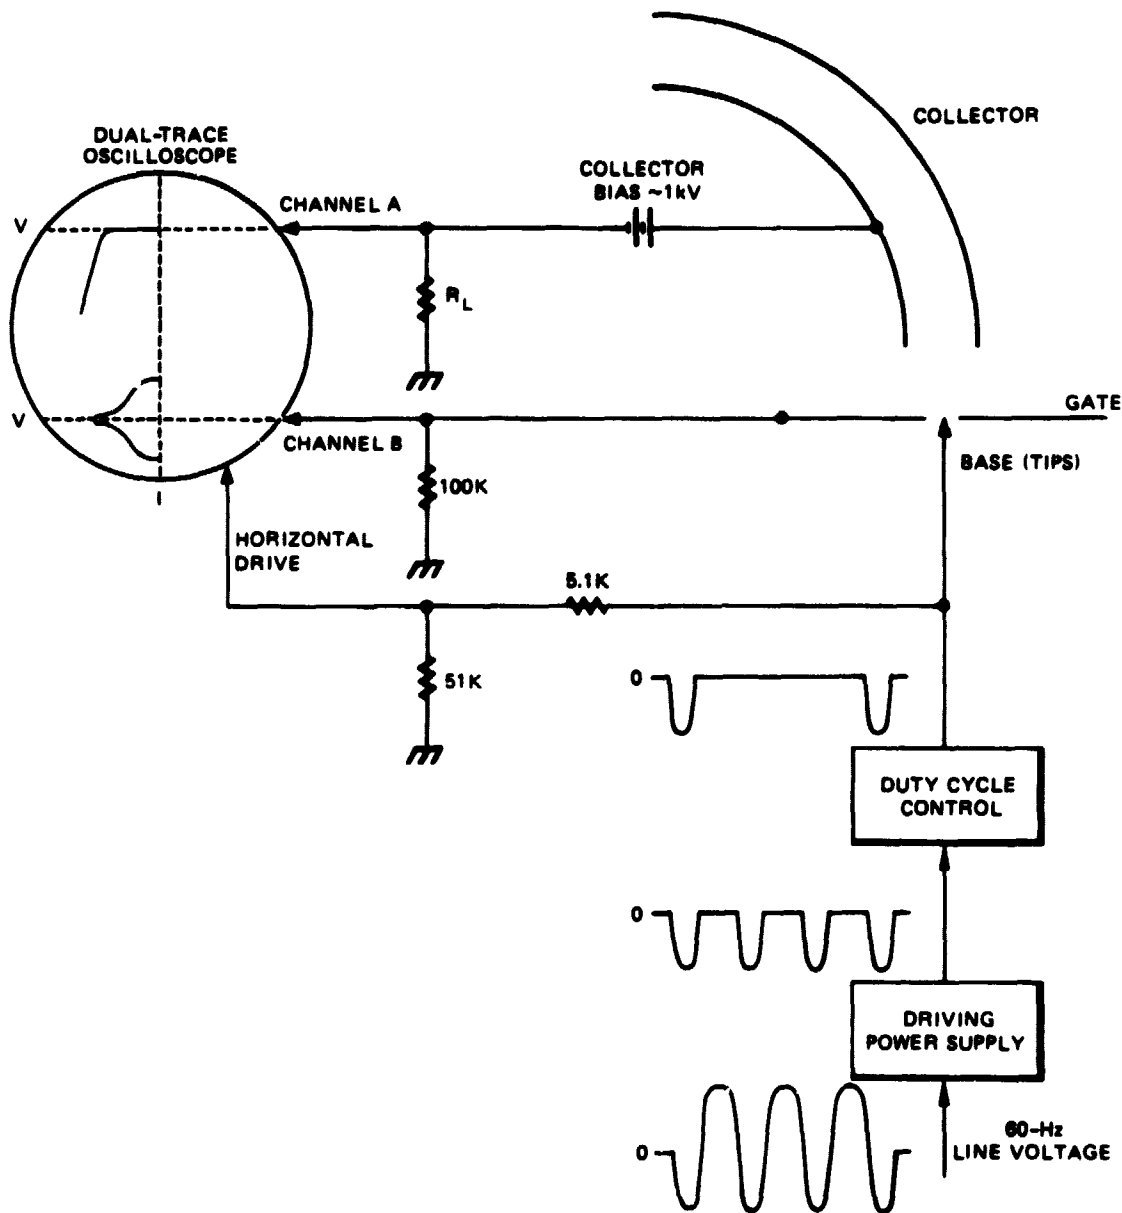 COLLECTOR
DUAL-TRACE
OSCILLOSCOPE
COLLECTOR
BIAS ~1kV
CHANNEL A
V
R_L
GATE
V
CHANNEL B
BASE (TIPS)
100K
HORIZONTAL
DRIVE
5.1K
51K
0
DUTY CYCLE
CONTROL
0
DRIVING
POWER SUPPLY
60-Hz
LINE VOLTAGE
0